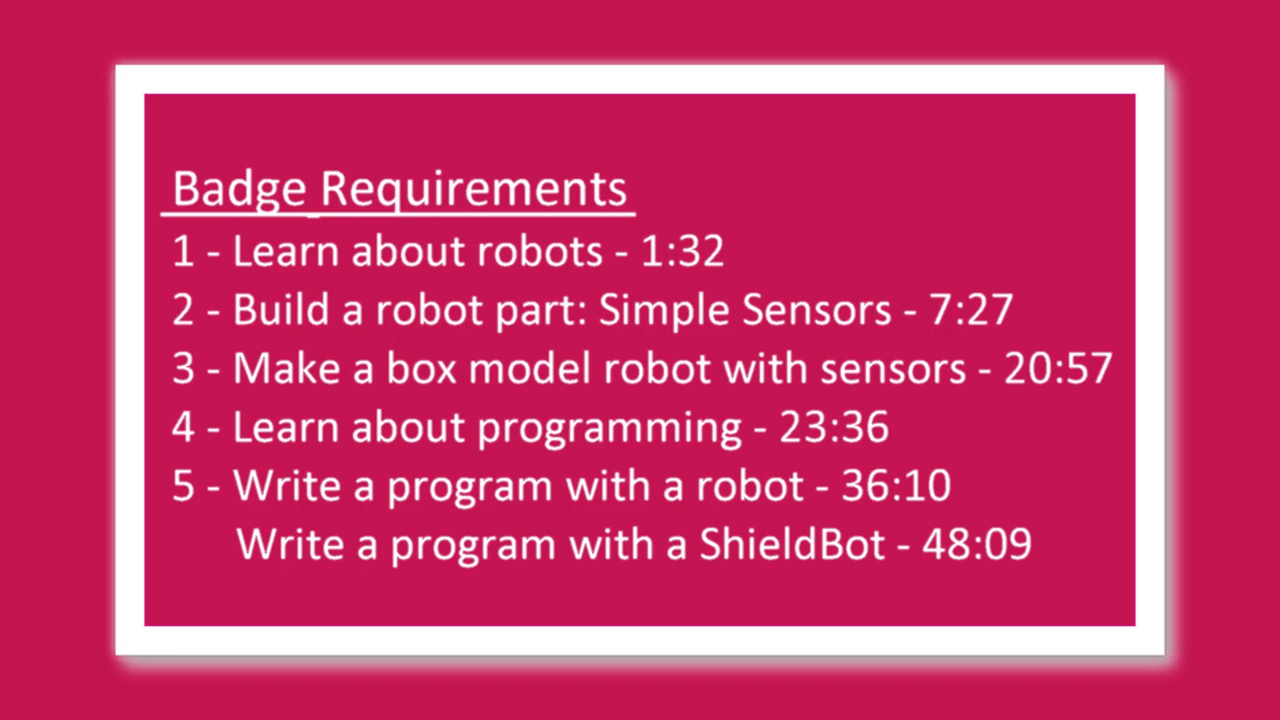 Badge Requirements
1 - Learn about robots - 1:32
2 - Build a robot part: Simple Sensors - 7:27
3 - Make a box model robot with sensors - 20:57
4 - Learn about programming - 23:36
5 - Write a program with a robot - 36:10
Write a program with a ShieldBot - 48:09